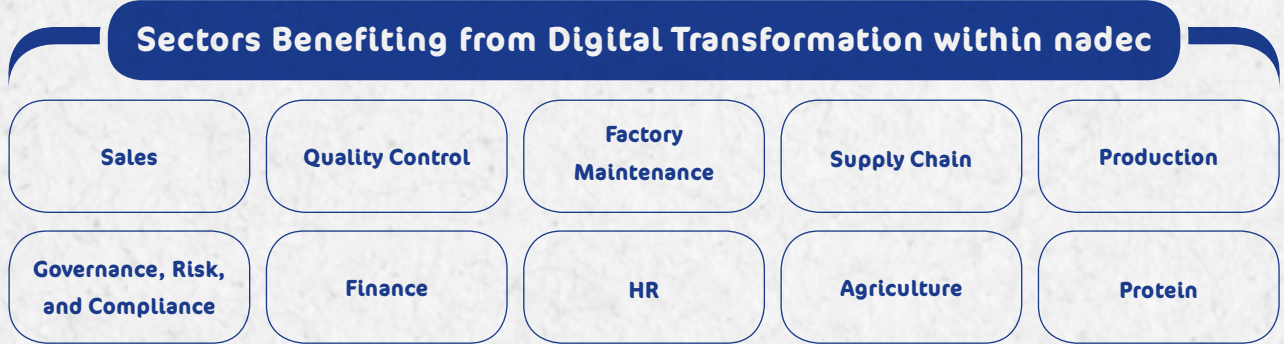 Sectors Benefiting from Digital Transformation within nadec
Sales
Quality Control
Factory
Maintenance
Supply Chain
Production
Governance, Risk,
and Compliance
Finance
HR
Agriculture
Protein